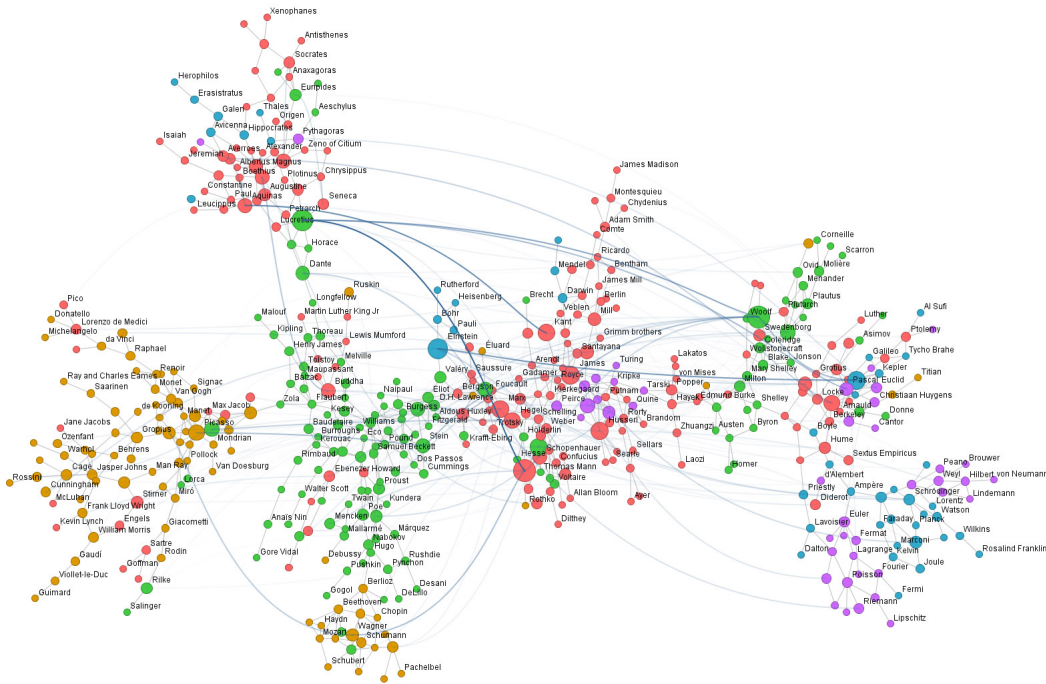 Xenophanes
Antisthenes
Socrates
Anaxagoras
Herophilos
Euripides
Erasistratus
Thales
Aeschylus
Galen
Origen
Avicenna
Hippocrates
Pythagoras
Isaiah
Averroes
Alexander
Zeno of Citium
Jeremiah
Albertus Magnus
Boethius
Plotinus
Chrysippus
Constantine
Augustine
Paul
Aquinas
Seneca
Leucippus
Petrarch
Lucretius
Horace
Dante
James Madison
Montesquieu
Chydenius
Adam Smith
Comte
Ricardo
Mendel
Bentham
James Mill
Brecht
Darwin
Berlin
Veblen
Mill
Kant
Grimm brothers
Santayana
Corneille
Scarron
Ovid
Molière
Menander
Plautus
Plutarch
Woolf
Swedenborg
Coleridge
Wollstonecraft
Blake
Jonson
Mary Shelley
Milton
Edmund Burke
Shelley
Austen
Byron
Homer
Luther
Al Sufi
Asimov
Ptolemy
Galileo
Tycho Brahe
Grotius
Kepler
Pascal
Euclid
Titian
Locke
Christiaan Huygens
Arnauld
Donne
Berkeley
Cantor
Boyle
Hume
Sextus Empiricus
Ruskin
Rutherford
Heisenberg
Longfellow
Malouf
Martin Luther King Jr
Bohr
Pauli
Kipling
Thoreau
Lewis Mumford
Einstein
Éluard
Henry James
Tolstoy
Melville
Maupassant
Balzac
Buddha
Zola
Flaubert
Valéry
Saussure
Naipaul
Eliot
Bergson
Foucault
D.H. Lawrence
Kesey
Burgess
Aldous Huxley
Marx
Baudelaire
Williams
Fitzgerald
Trotsky
Hegel
Burroughs
Eco
Kerouac
Pound
Stein
Krafft-Ebing
Rimbaud
Samuel Beckett
Dos Passos
Ebenezer Howard
Cummings
Walter Scott
Proust
Twain
Kundera
Anaïs Nin
Poe
Mencken
Márquez
Mallarmé
Nabokov
Gore Vidal
Debussy
Hugo
Rushdie
Pushkin
Pynchon
Gogol
Berlioz
Desani
DeLillo
Beethoven
Haydn
Chopin
Mozart
Wagner
Schumann
Schubert
Pachelbel
Arendt
Turing
Gadamer
James
Royce
Kripke
Kierkegaard
Putnam
Tarski
Peirce
Quine
Schelling
Rorty
Weber
Husserl
Brandom
Hölderlin
Schopenhauer
Hesse
Confucius
Searle
Sellars
Thomas Mann
Voltaire
Rothko
Allan Bloom
Ayer
Dilthey
Lakatos
von Mises
Popper
Hayek
Zhuangzi
Laozi
Pico
Donatello
Lorenzo de Medici
Michelangelo
da Vinci
Raphael
Renoir
Ray and Charles Eames
Monet
Signac
Saarinen
Van Gogh
de Kooning
Manet
Max Jacob
Jane Jacobs
Picasso
Gropius
Mondrian
Ozenfant
Warhol
Behrens
Pollock
Cage
Jasper Johns
Man Ray
Van Doesburg
Rossini
Cunningham
Lorca
McLuhan
Stirner
Miró
Frank Lloyd Wright
Kevin Lynch
Engels
William Morris
Giacometti
Sartre
Gaudí
Goffman
Rodin
Viollet-le-Duc
Rilke
Guimard
Salinger
d'Alembert
Peano
Brouwer
Weyl
Hilbert
von Neumann
Priestly
Ampère
Diderot
Schrödinger
Lindemann
Lorentz
Euler
Watson
Lavoisier
Faraday
Planck
Fermat
Wilkins
Marconi
Dalton
Lagrange
Kelvin
Rosalind Franklin
Fourier
Joule
Poisson
Fermi
Riemann
Lipschitz